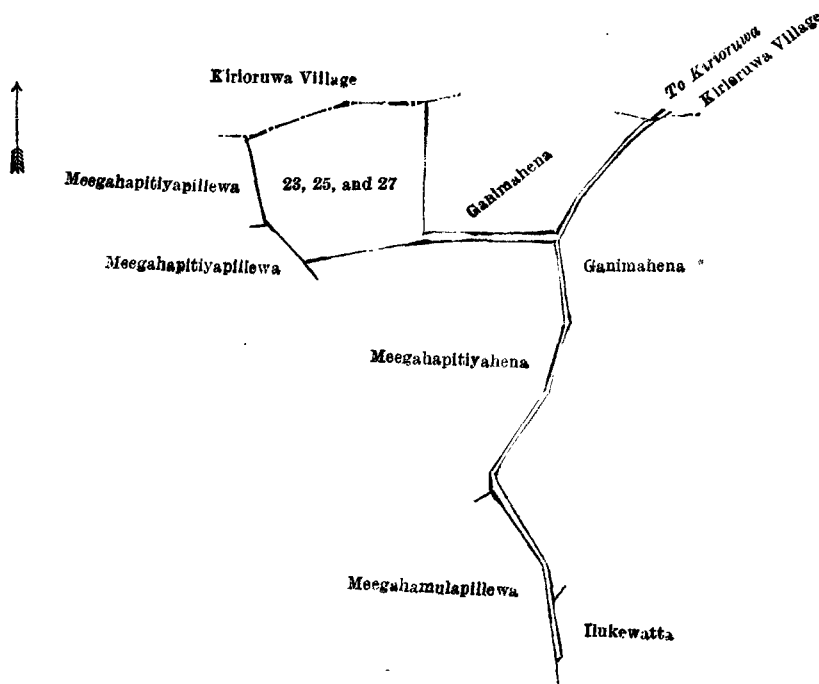 To Kirioruwa
Kirioruwa Village
Kirioruwa Village
Meegahapitiyapillewa
23, 25, and 27
Ganimahena
Meegahapitiyapillewa
Ganimahena
Meegahapitiyahena
Meegahamulapillewa
Ilukewatta